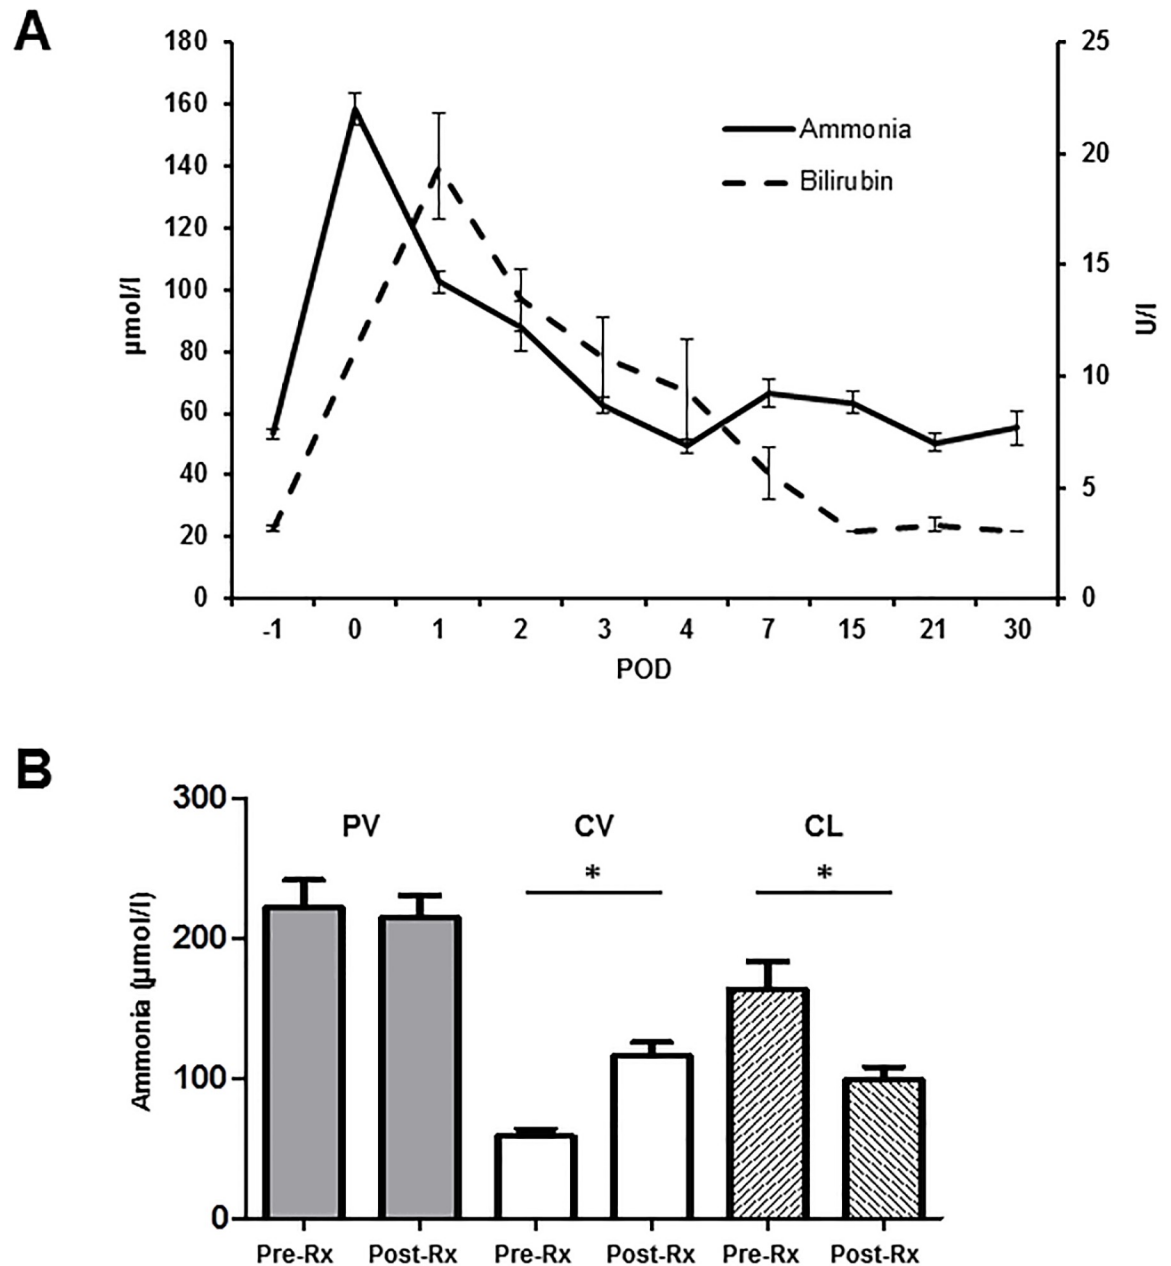 A
180
160
140
120
100
80
60
40
20
0
µmol/l
25
20
15
10
5
0
U/l
Ammonia
Bilirubin
-1 0 1 2 3 4 7 15 21 30
POD
B
300
200
100
0
Ammonia (µmol/l)
PV CV CL
* *
Pre-Rx Post-Rx Pre-Rx Post-Rx Pre-Rx Post-Rx